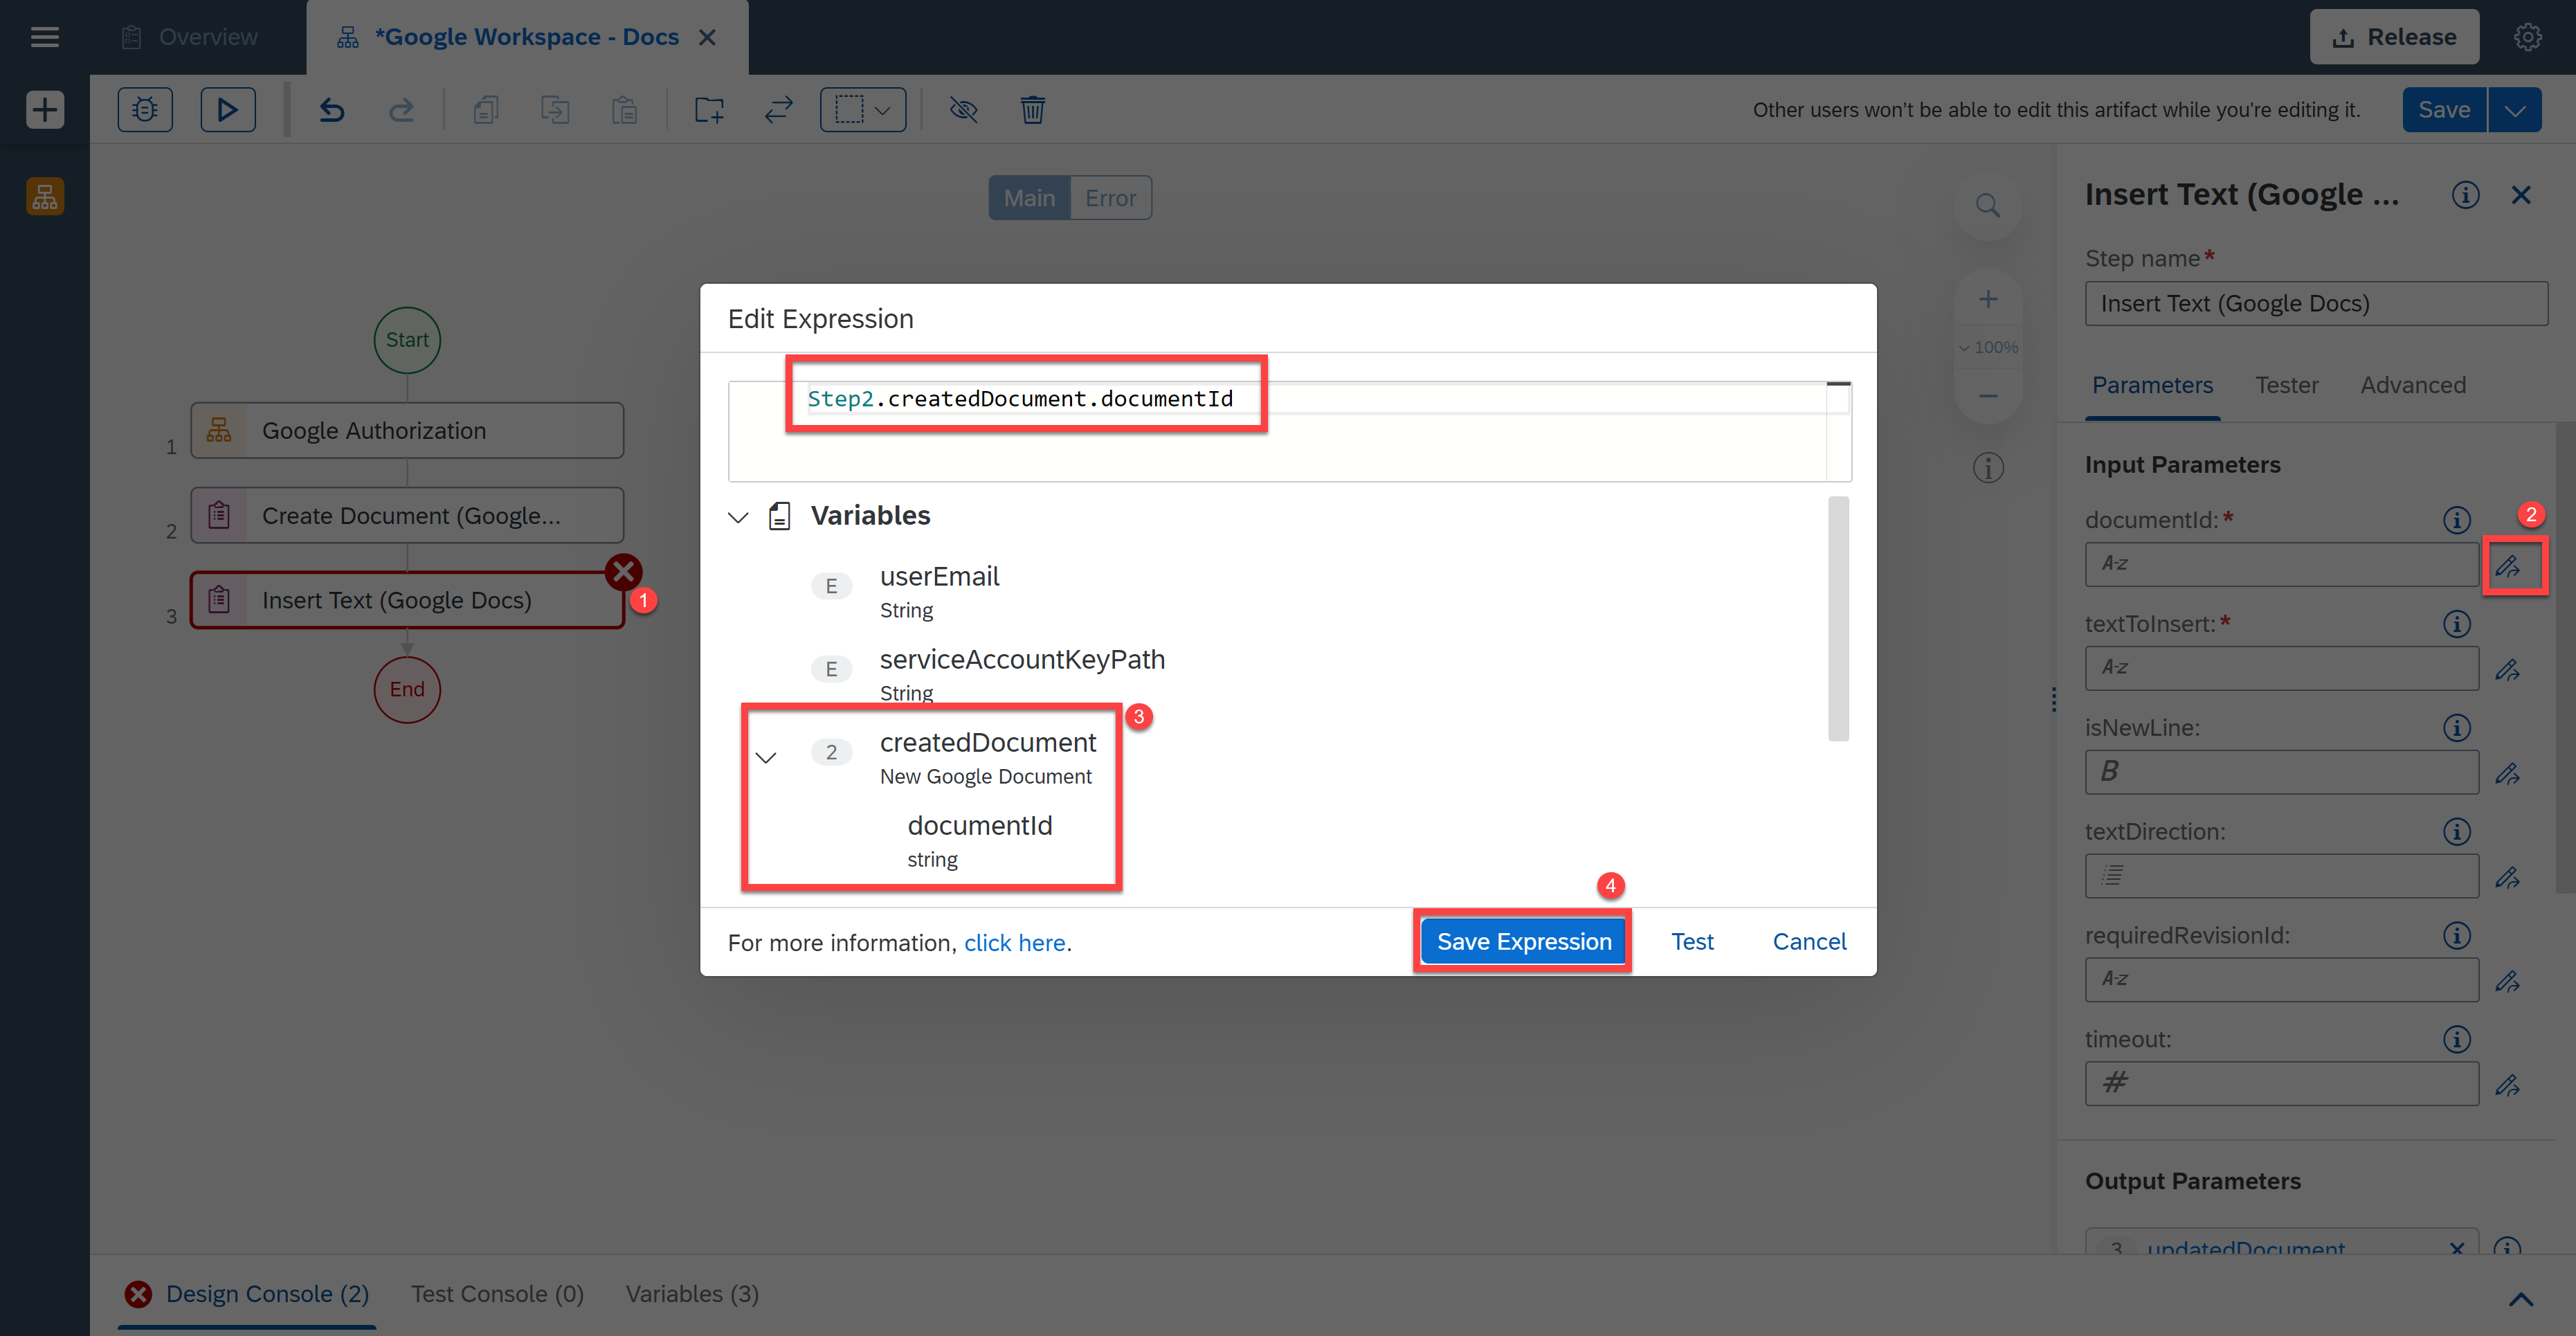 Overview
*Google Workspace - Docs
Release
Other users won't be able to edit this artifact while you're editing it.
Save
Main
Error
Start
1
Google Authorization
2
Create Document (Google...
3
Insert Text (Google Docs)
1
End
100%
Edit Expression
Step2.createdDocument.documentId
Variables
E
userEmail
String
E
serviceAccountKeyPath
String
3
2
createdDocument
New Google Document
documentId
string
4
For more information, click here.
Save Expression
Test
Cancel
Insert Text (Google ...
Step name*
Insert Text (Google Docs)
Parameters
Tester
Advanced
Input Parameters
documentId:*
2
A-z
textToInsert:*
A-z
isNewLine:
B
textDirection:
requiredRevisionId:
A-z
timeout:
#
Output Parameters
3
updatedDocument
Design Console (2)
Test Console (0)
Variables (3)